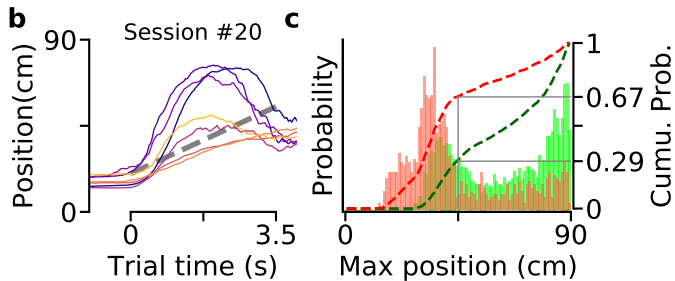 b
Session #20
90
0
Position(cm)
0
3.5
Trial time (s)
c
Probability
0
90
Max position (cm)
1
0.67
0.29
0
Cumu. Prob.